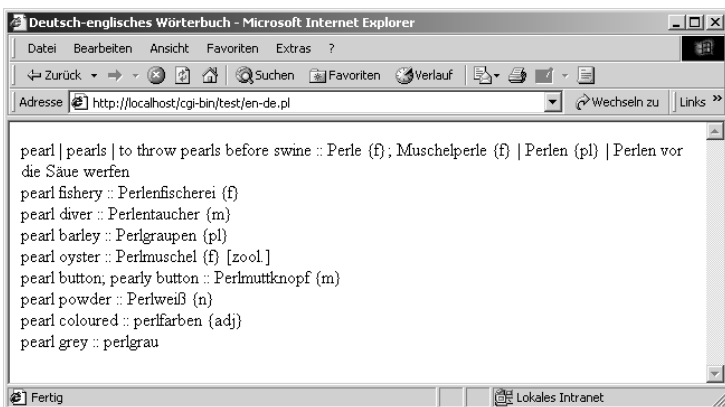 Deutsch-englisches Wörterbuch - Microsoft Internet Explorer
Datei Bearbeiten Ansicht Favoriten Extras ?
Zurück Suchen Favoriten Verlauf
Adresse http://localhost/cgi-bin/test/en-de.pl Wechseln zu Links »
pearl | pearls | to throw pearls before swine :: Perle {f}; Muschelperle {f} | Perlen {pl} | Perlen vor
die Säue werfen
pearl fishery :: Perlenfischerei {f}
pearl diver :: Perlentaucher {m}
pearl barley :: Perlgraupen {pl}
pearl oyster :: Perlmuschel {f} [zool.]
pearl button; pearly button :: Perlmuttknopf {m}
pearl powder :: Perlweiß {n}
pearl coloured :: perlfarben {adj}
pearl grey :: perlgrau
Fertig Lokales Intranet